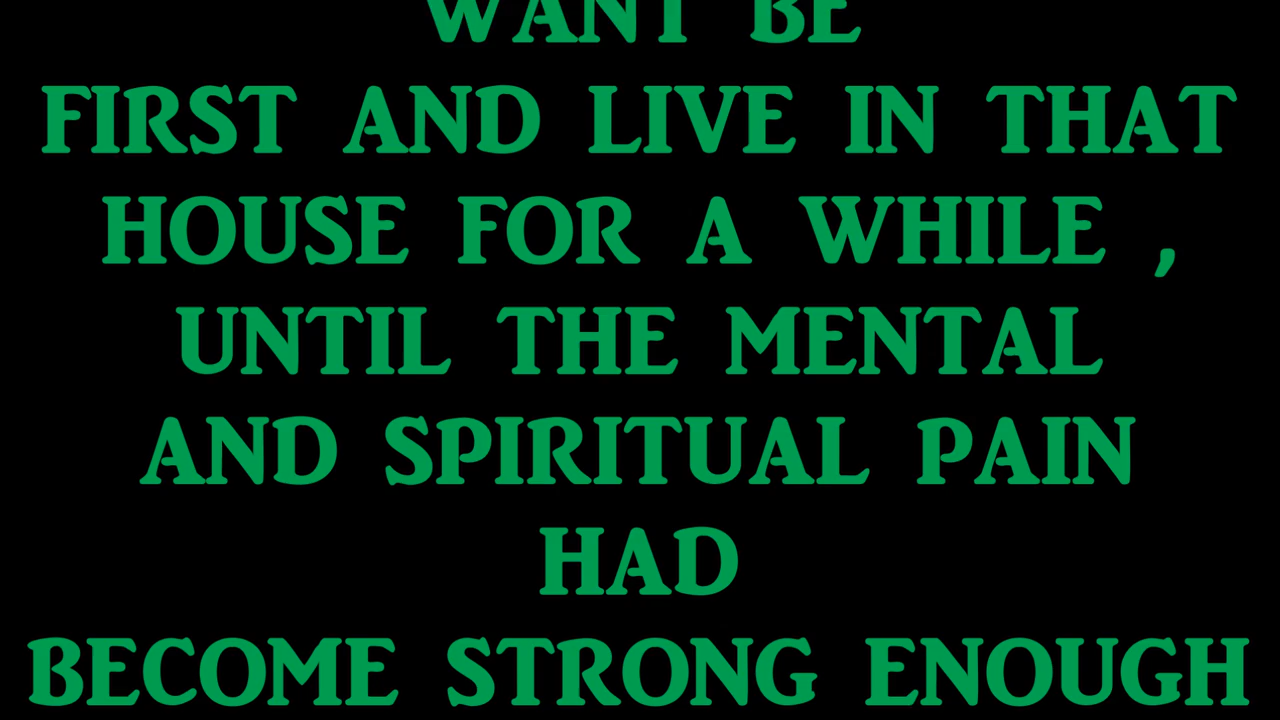 WANT BE
FIRST AND LIVE IN THAT
HOUSE FOR A WHILE ,
UNTIL THE MENTAL
AND SPIRITUAL PAIN
HAD
BECOME STRONG ENOUGH